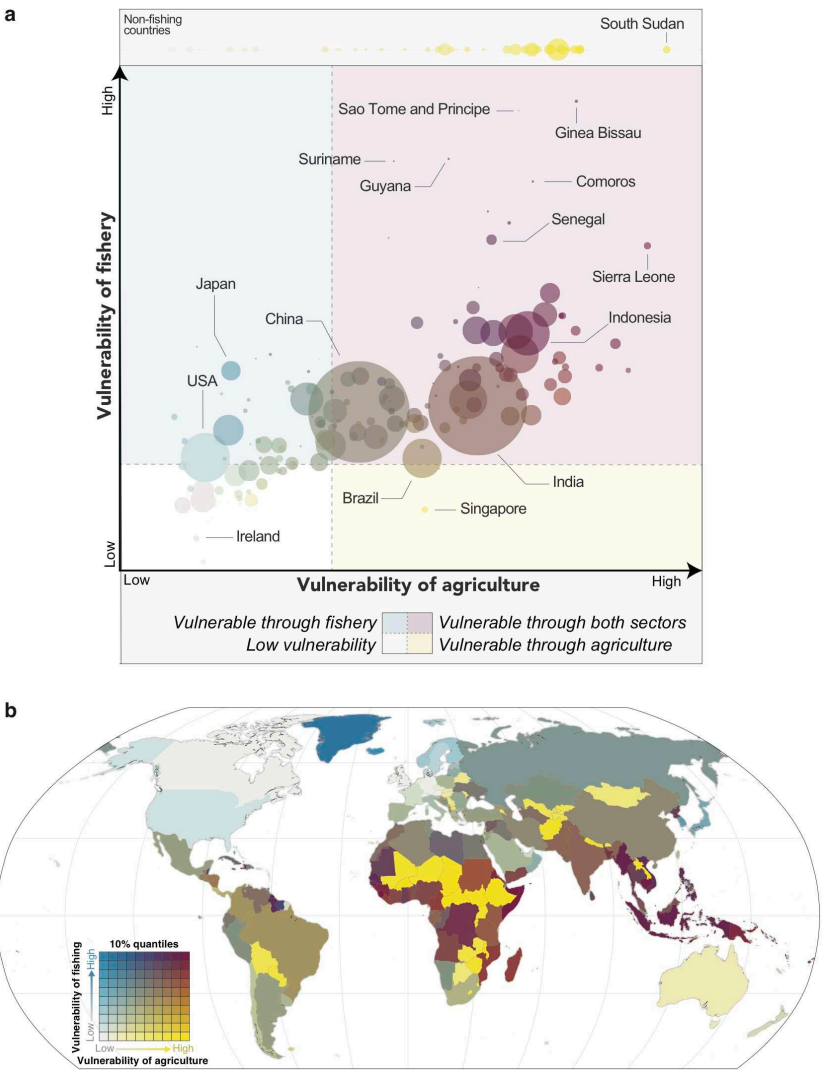 a
Non-fishing
countries
South Sudan
High
Sao Tome and Principe
Ginea Bissau
Suriname
Guyana
Comoros
Senegal
Sierra Leone
Japan
China
Indonesia
USA
Vulnerability of fishery
India
Brazil
Singapore
Ireland
Low
Low
Vulnerability of agriculture
High
Vulnerable through fishery
Vulnerable through both sectors
Low vulnerability
Vulnerable through agriculture
b
10% quantiles
Vulnerability of fishing
Low
High
Low
High
Vulnerability of agriculture